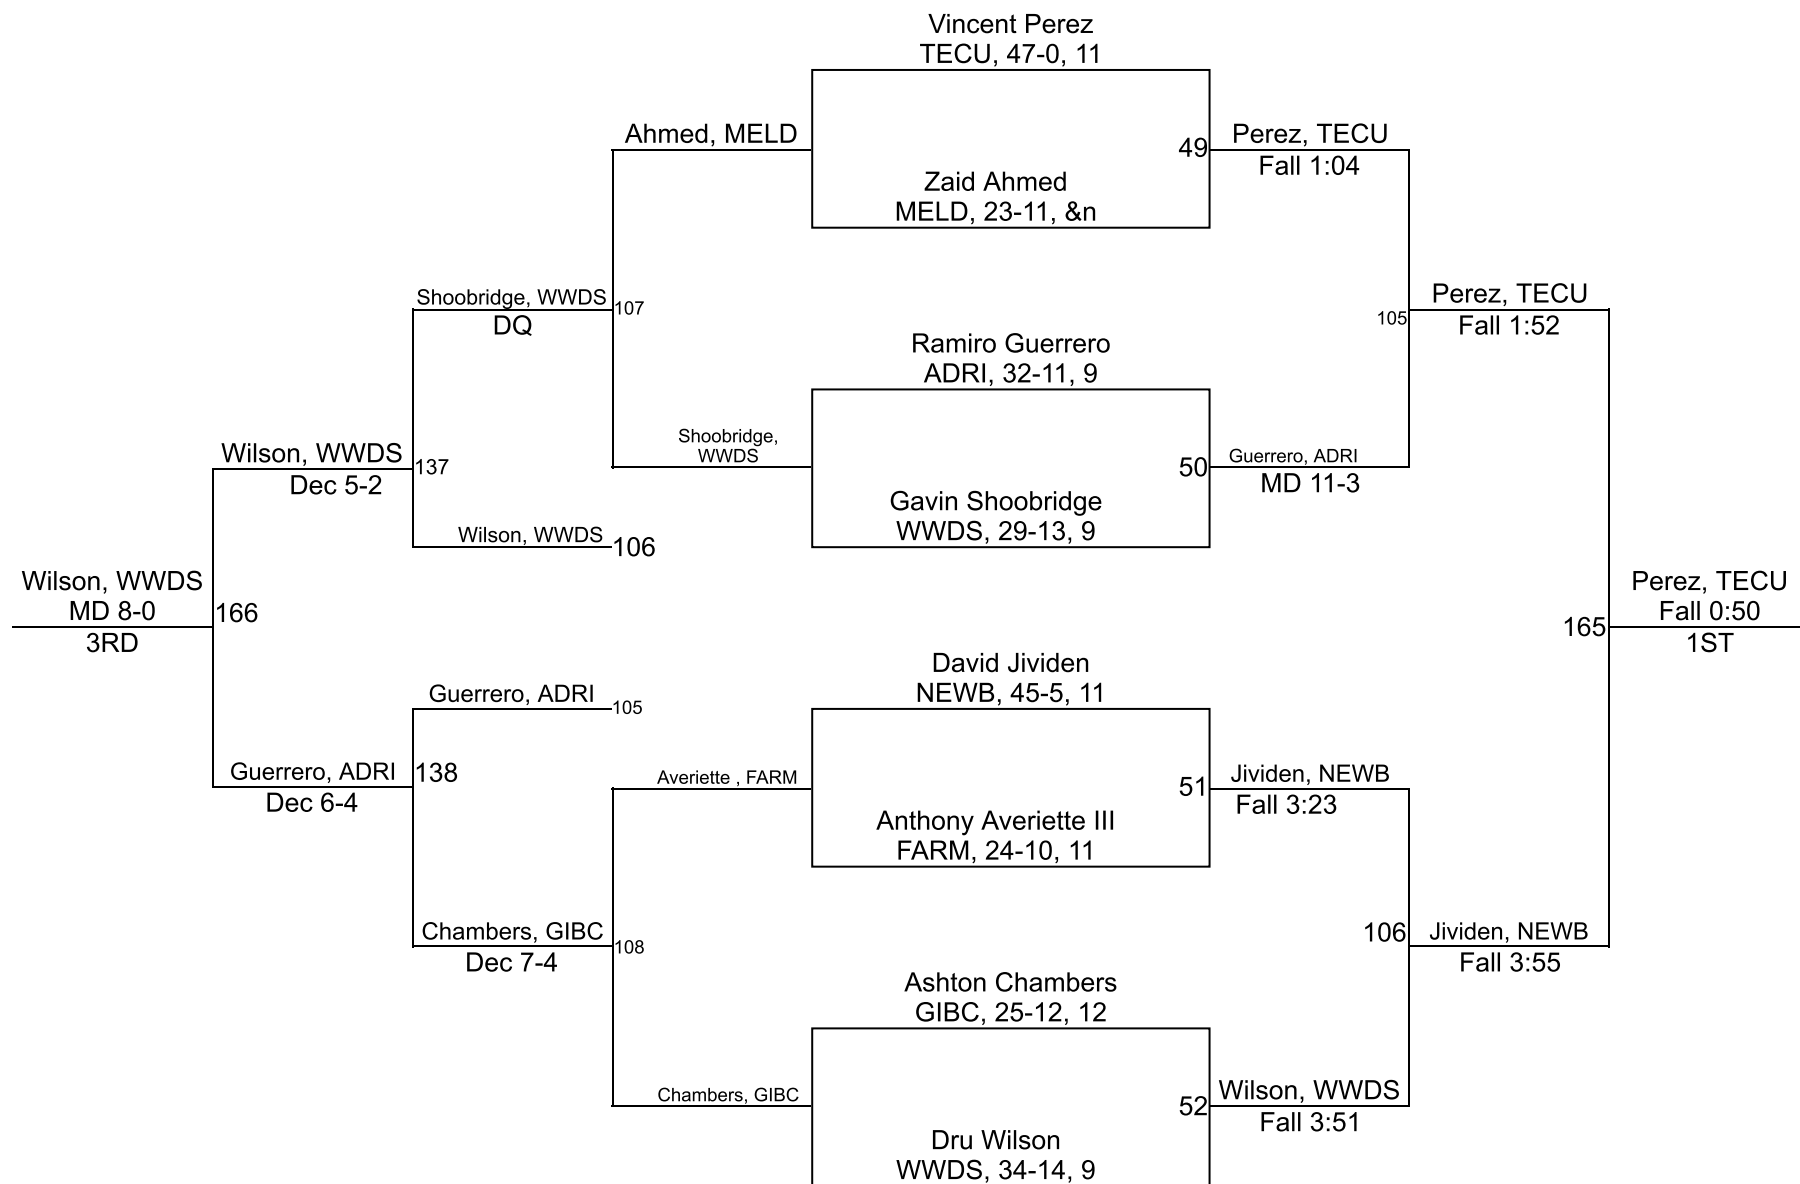 Vincent Perez
TECU, 47-0, 11
Ahmed, MELD
49
Perez, TECU
Fall 1:04
Zaid Ahmed
MELD, 23-11, &n
Shoobridge, WWDS
DQ
107
105
Perez, TECU
Fall 1:52
Ramiro Guerrero
ADRI, 32-11, 9
Shoobridge,
WWDS
50
Guerrero, ADRI
MD 11-3
Wilson, WWDS
Dec 5-2
137
Gavin Shoobridge
WWDS, 29-13, 9
Wilson, WWDS
106
Wilson, WWDS
MD 8-0
3RD
166
165
Perez, TECU
Fall 0:50
1ST
David Jividen
NEWB, 45-5, 11
Guerrero, ADRI
105
Guerrero, ADRI
Dec 6-4
138
Averiette , FARM
51
Jividen, NEWB
Fall 3:23
Anthony Averiette III
FARM, 24-10, 11
Chambers, GIBC
Dec 7-4
108
106
Jividen, NEWB
Fall 3:55
Ashton Chambers
GIBC, 25-12, 12
Chambers, GIBC
52
Wilson, WWDS
Fall 3:51
Dru Wilson
WWDS, 34-14, 9